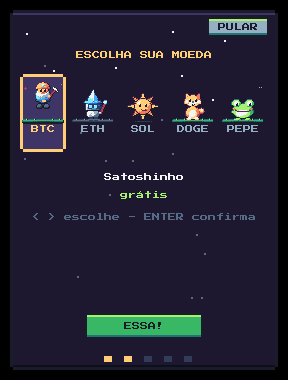 PULAR
ESCOLHA SUA MOEDA
BTC ETH SOL DOGE PEPE
Satoshinho
grátis
< > escolhe - ENTER confirma
ESSA!